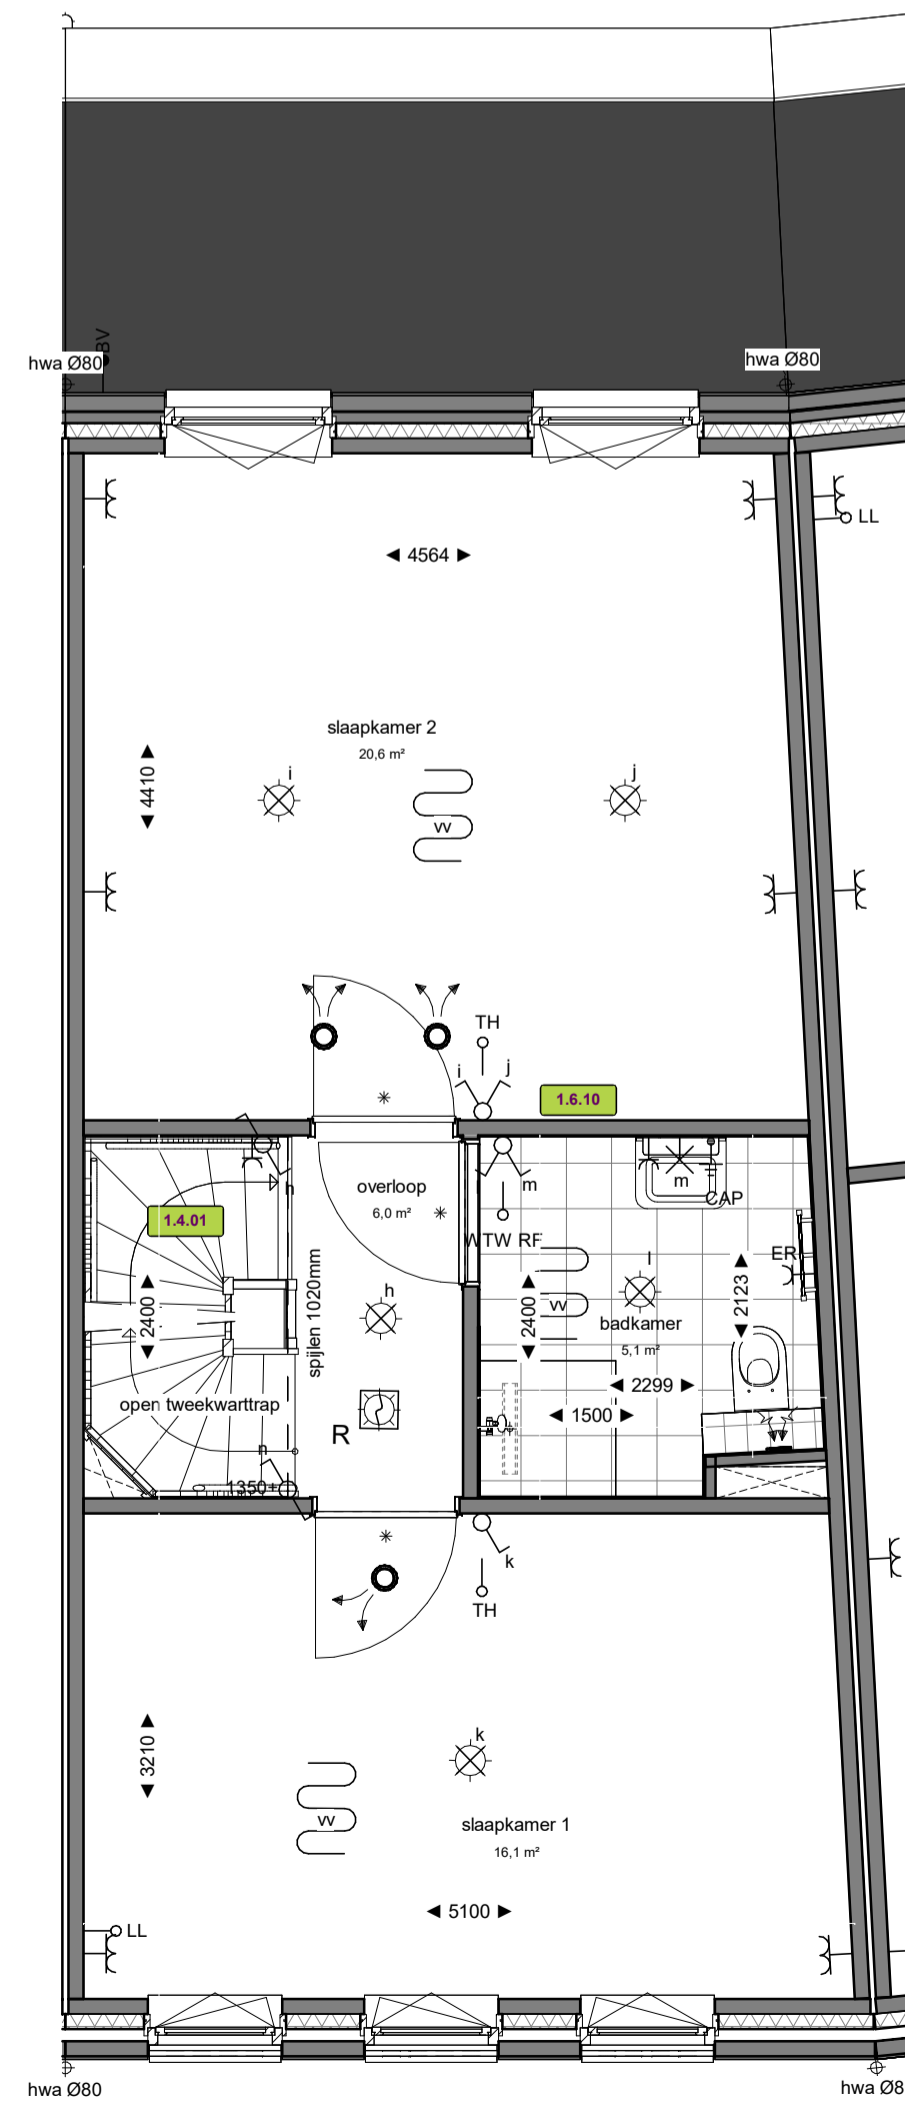 BV
hwa Ø80
hwa Ø80
LL
4564
slaapkamer 2
20,6 m²
4410
i
j
vv
TH
i
j
1.6.10
overloop
6,0 m²
m
m
CAP
h
1.4.01
WTW RF
ER
l
h
2400
spijlen 1020mm
2400
vv
2123
badkamer
5,1 m²
2299
1500
open tweekwarttrap
R
n
1350+
k
TH
3210
k
vv
slaapkamer 1
16,1 m²
5100
LL
hwa Ø80
hwa Ø8